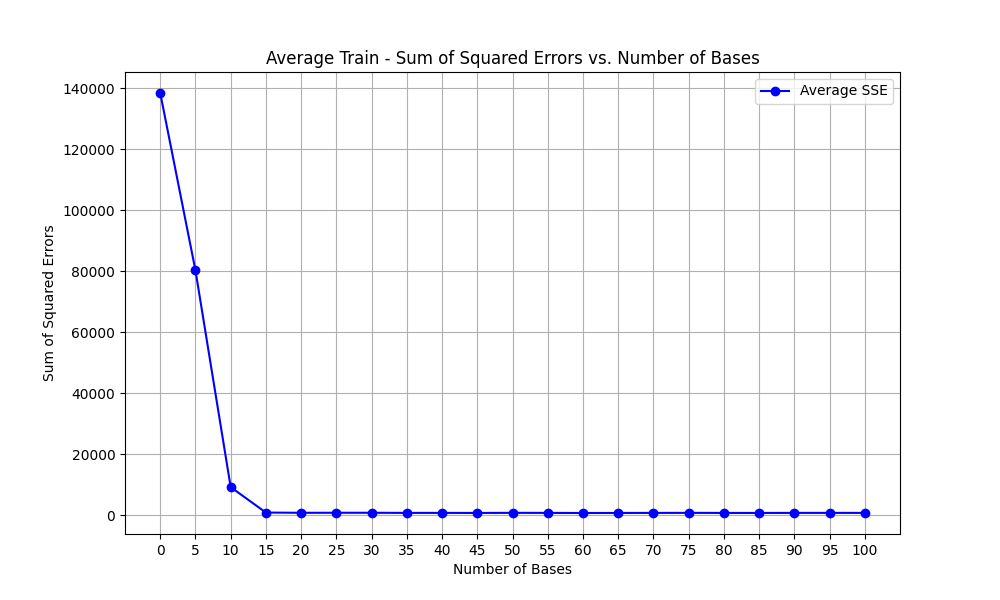 Average Train - Sum of Squared Errors vs. Number of Bases
Average SSE
Sum of Squared Errors
140000
120000
100000
80000
60000
40000
20000
0
0 5 10 15 20 25 30 35 40 45 50 55 60 65 70 75 80 85 90 95 100
Number of Bases